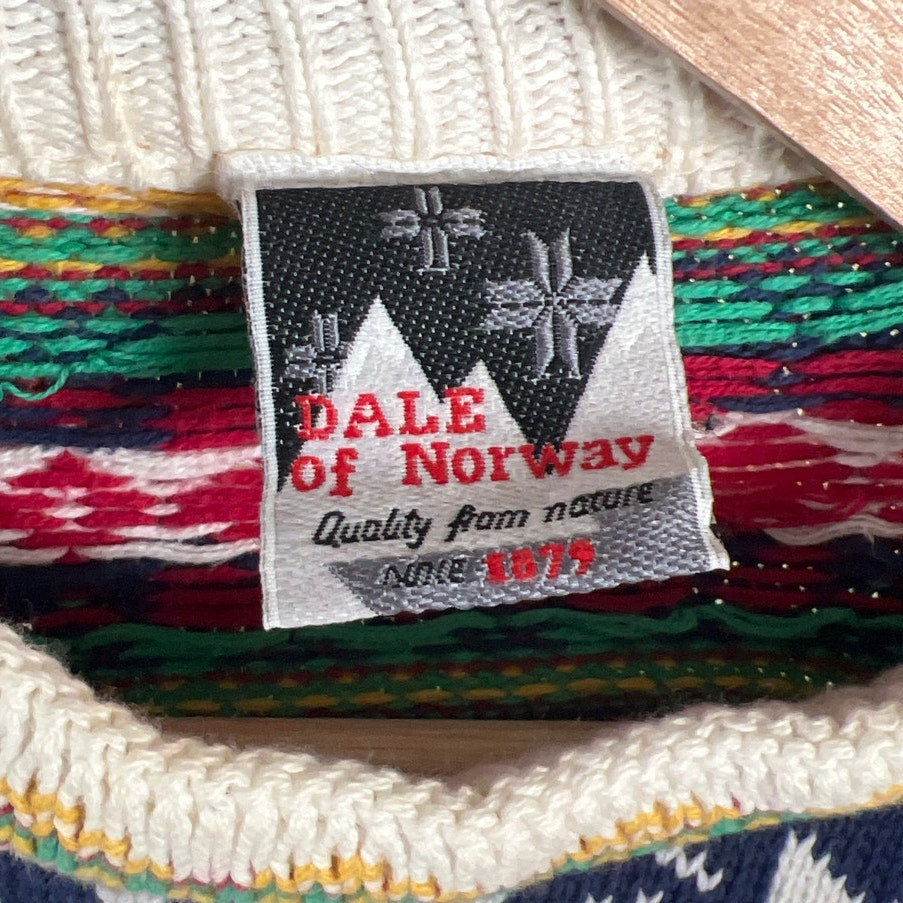 DALE
of Norway
Quality from nature
SINCE 1879